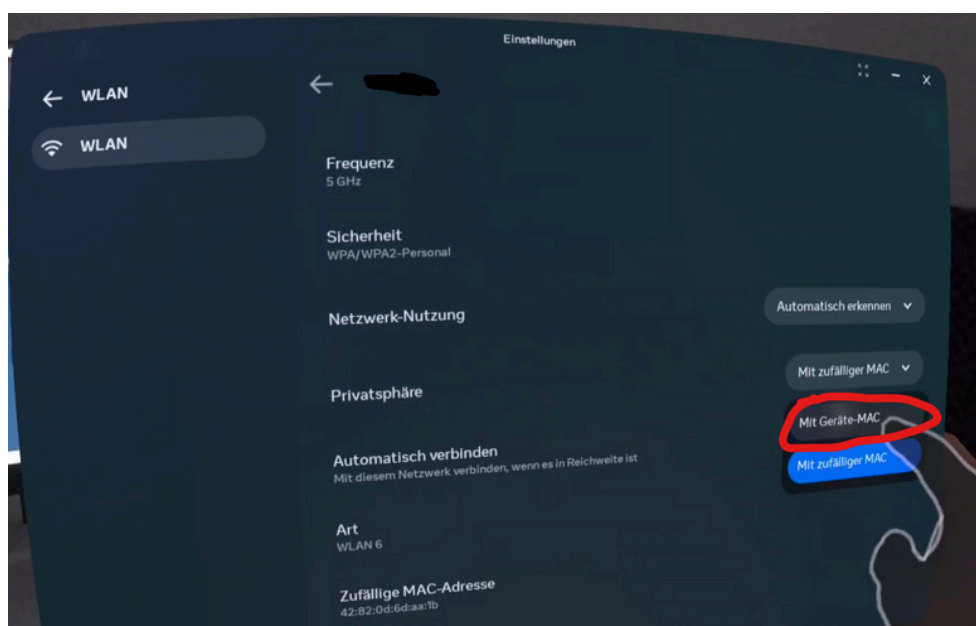 Einstellungen
WLAN
WLAN
Frequenz
5 GHz
Sicherheit
WPA/WPA2-Personal
Netzwerk-Nutzung
Automatisch erkennen
Privatsphäre
Mit zufälliger MAC
Mit Geräte-MAC
Mit zufälliger MAC
Automatisch verbinden
Mit diesem Netzwerk verbinden, wenn es in Reichweite ist
Art
WLAN 6
Zufällige MAC-Adresse
42:82:0d:6d:aa:1b